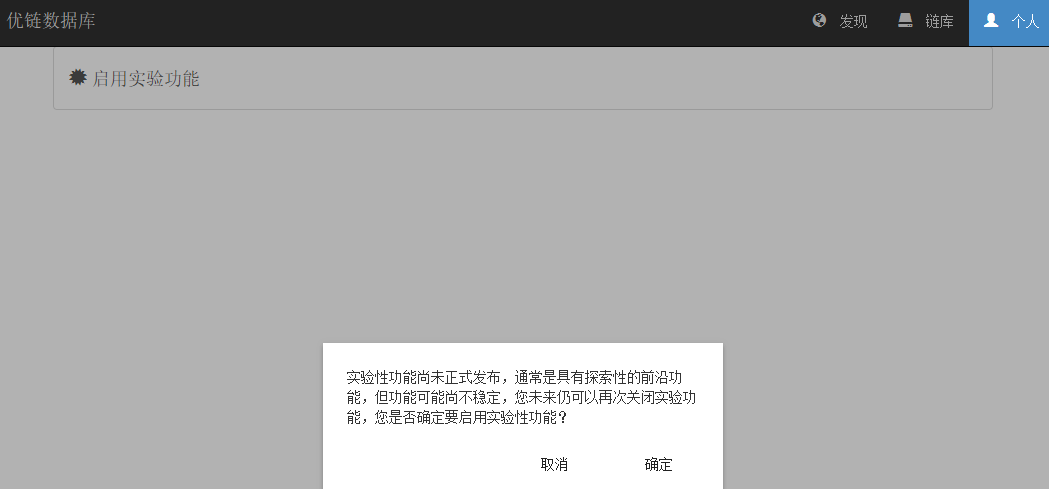 优链数据库
发现
链库
个人
启用实验功能
实验性功能尚未正式发布，通常是具有探索性的前沿功
能，但功能可能尚不稳定，您未来仍可以再次关闭实验功
能，您是否确定要启用实验性功能？
取消
确定